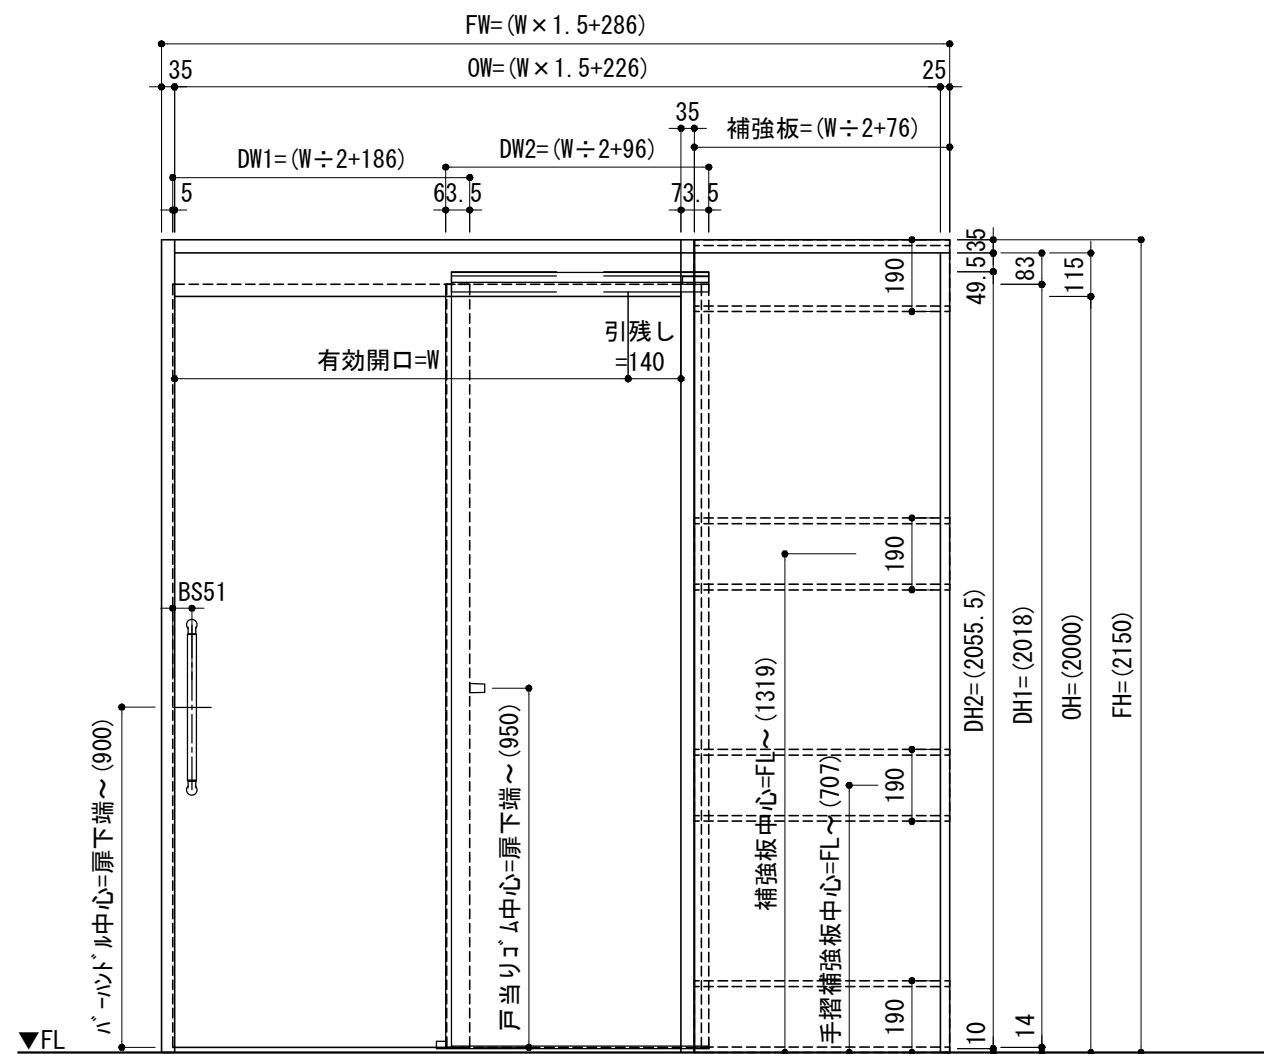 FW=(W×1.5+286)
35
OW=(W×1.5+226)
25
35
補強板=(W÷2+76)
DW1=(W÷2+186)
DW2=(W÷2+96)
5
63.5
73.5
35
190
49.5
83
115
引残し
=140
有効開口=W
190
BS51
DH2=(2055.5)
DH1=(2018)
OH=(2000)
FH=(2150)
補強板中心=FL~(1319)
バーハンドル中心=扉下端~(900)
戸当りゴム中心=扉下端~(950)
手摺補強板中心=FL~(707)
190
190
10
14
▼FL